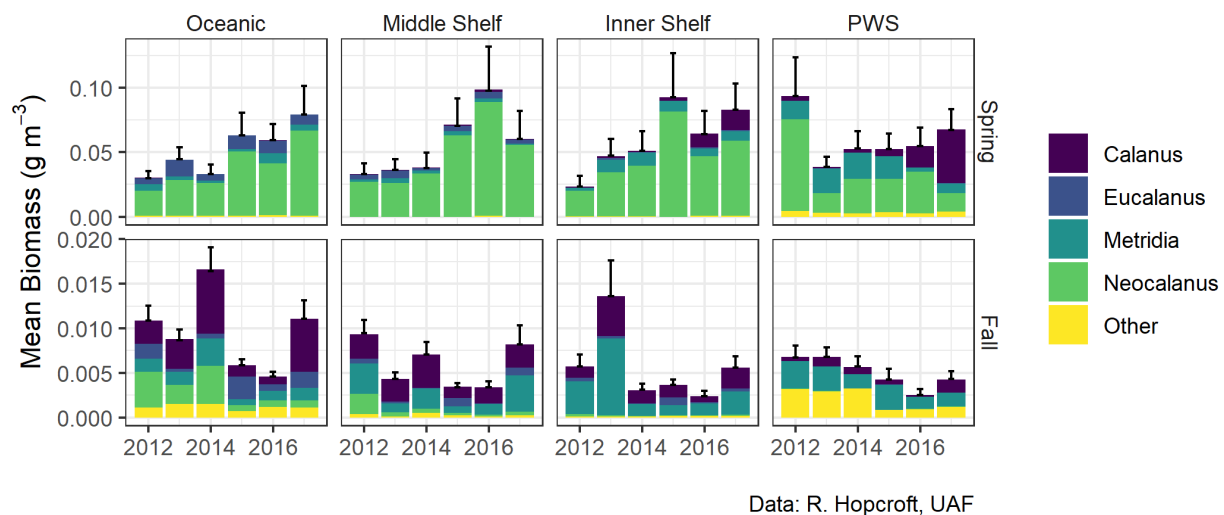 Oceanic Middle Shelf Inner Shelf PWS
Mean Biomass (g m⁻³)
0.10
0.05
0.00
Spring
0.020
0.015
0.010
0.005
0.000
Fall
2012 2014 2016 2012 2014 2016 2012 2014 2016 2012 2014 2016
Calanus
Eucalanus
Metridia
Neocalanus
Other
Data: R. Hopcroft, UAF